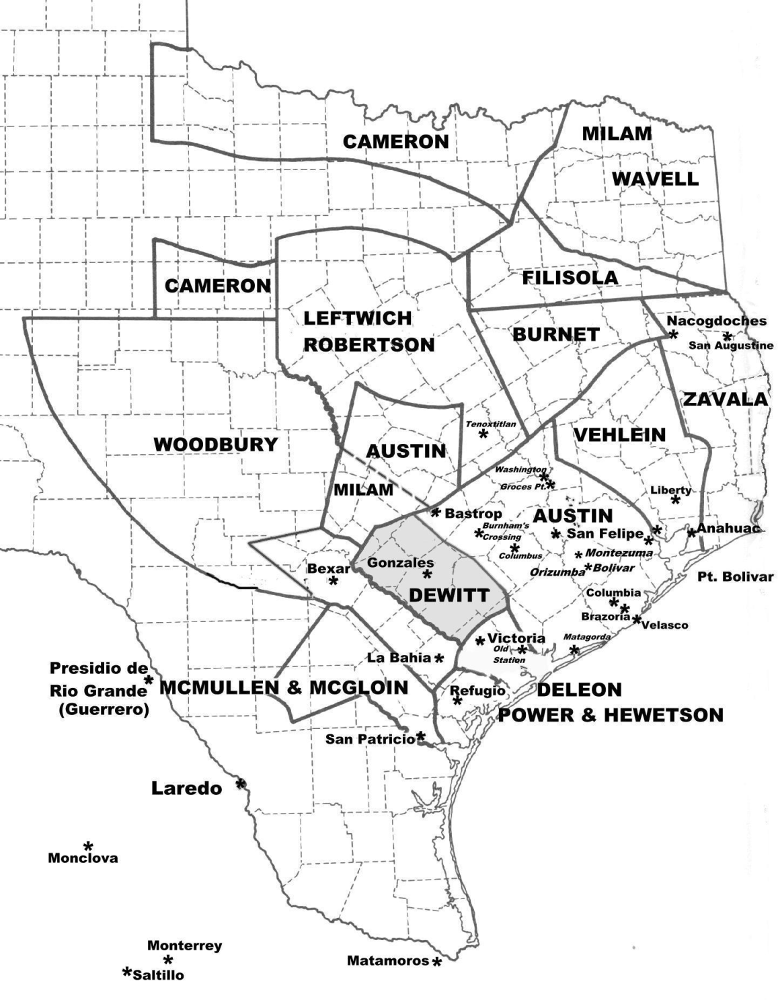 MILAM
CAMERON
WAVELL
CAMERON
FILISOLA
LEFTWICH
ROBERTSON
BURNET
Nacogdoches
San Augustine
ZAVALA
Tenoxtitlan
VEHLEIN
WOODBURY
AUSTIN
MILAM
Washington
Groces Pt.
Liberty
Bastrop
AUSTIN
Burnham's
Crossing
San Felipe
Anahuac
Columbus
Montezuma
Gonzales
Bexar
Orizumba
Bolivar
Pt. Bolivar
DEWITT
Columbia
Brazoria
Velasco
Victoria
Matagorda
Old
Station
La Bahia
Presidio de
Rio Grande
(Guerrero)
MCMULLEN & MCGLOIN
Refugio
DELEON
POWER & HEWETSON
San Patricio
Laredo
Monclova
Monterrey
Saltillo
Matamoros